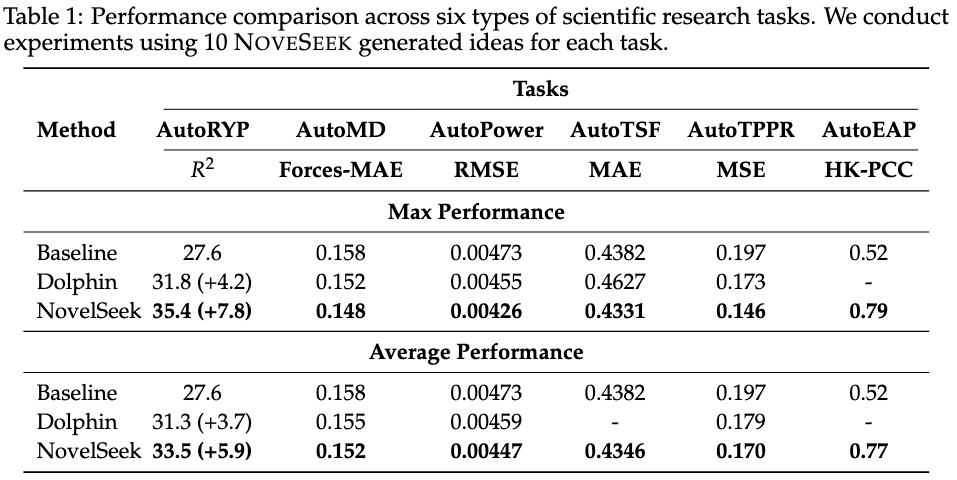 Table 1: Performance comparison across six types of scientific research tasks. We conduct
experiments using 10 NOVESEEK generated ideas for each task.
Tasks
Method AutoRYP AutoMD AutoPower AutoTSF AutoTPPR AutoEAP
R² Forces-MAE RMSE MAE MSE HK-PCC
Max Performance
Baseline 27.6 0.158 0.00473 0.4382 0.197 0.52
Dolphin 31.8 (+4.2) 0.152 0.00455 0.4627 0.173 -
NovelSeek 35.4 (+7.8) 0.148 0.00426 0.4331 0.146 0.79
Average Performance
Baseline 27.6 0.158 0.00473 0.4382 0.197 0.52
Dolphin 31.3 (+3.7) 0.155 0.00459 - 0.179 -
NovelSeek 33.5 (+5.9) 0.152 0.00447 0.4346 0.170 0.77